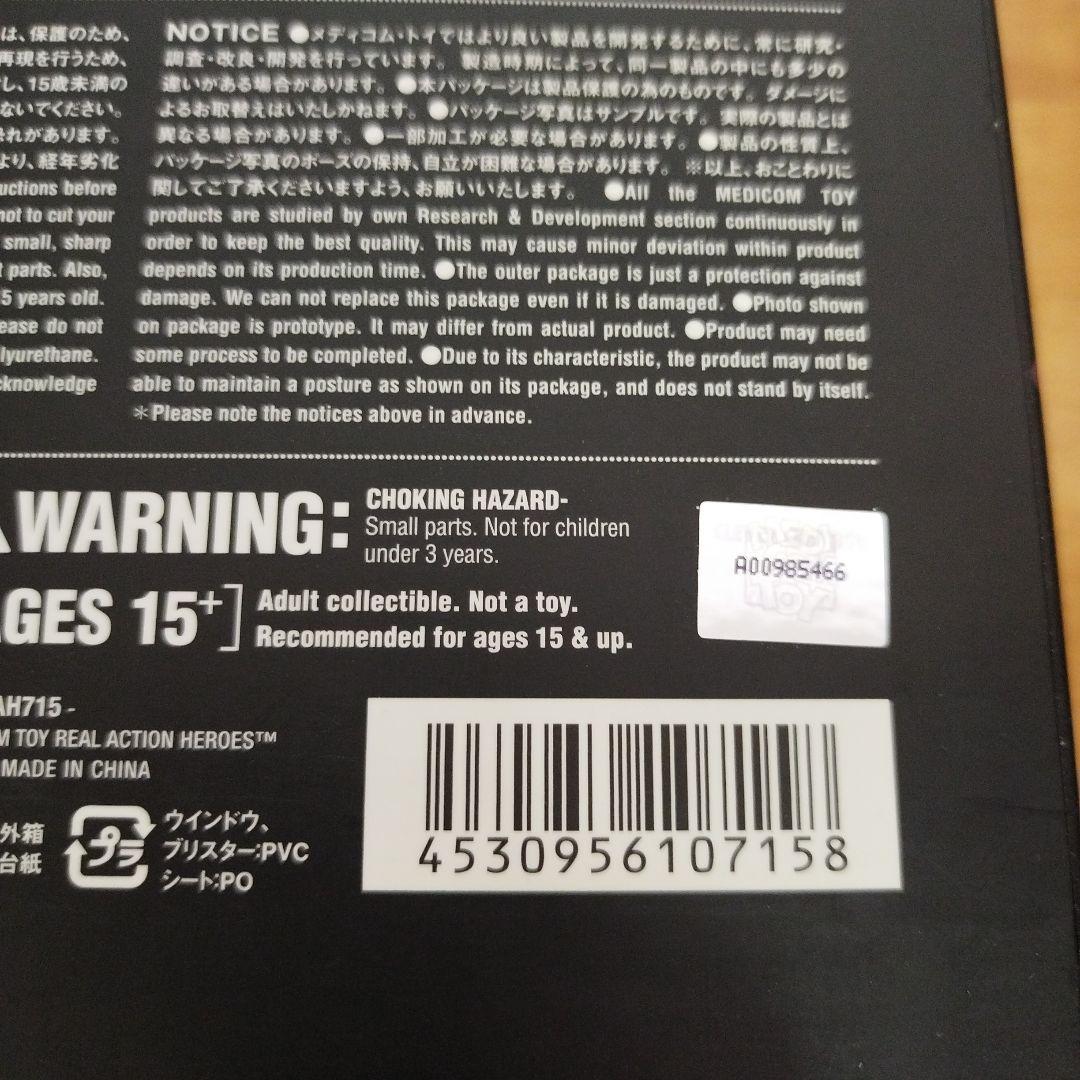 は、保護のため、
再現を行うため、
し、15歳未満の
ないでください。
恐れがあります。
より、経年劣化
uctions before
not to cut your
small, sharp
t parts. Also,
5 years old.
ease do not
lyurethane.
cknowledge
NOTICE ●メディコム・トイではより良い製品を開発するために、常に研究・
調査・改良・開発を行っています。 製造時期によって、同一製品の中にも多少の
違いがある場合があります。 ●本パッケージは製品保護の為のものです。ダメージに
よるお取替えはいたしかねます。 ●パッケージ写真はサンプルです。実際の製品とは
異なる場合があります。 ●一部加工が必要な場合があります。 ●製品の性質上、
パッケージ写真のポーズの保持、自立が困難な場合があります。 ※以上、おことわりに
関してご了承くださいますよう、お願いいたします。 ●All the MEDICOM TOY
products are studied by own Research & Development section continuously in
order to keep the best quality. This may cause minor deviation within product
depends on its production time. ●The outer package is just a protection against
damage. We can not replace this package even if it is damaged. ●Photo shown
on package is prototype. It may differ from actual product. ●Product may need
some process to be completed. ●Due to its characteristic, the product may not be
able to maintain a posture as shown on its package, and does not stand by itself.
＊Please note the notices above in advance.
WARNING:
CHOKING HAZARD-
Small parts. Not for children
under 3 years.
AGES 15+]
Adult collectible. Not a toy.
Recommended for ages 15 & up.
A00985466
AH715 -
M TOY REAL ACTION HEROES™
MADE IN CHINA
外箱
台紙
プラ
ウインドウ、
ブリスター:PVC
シート:PO
4530956107158